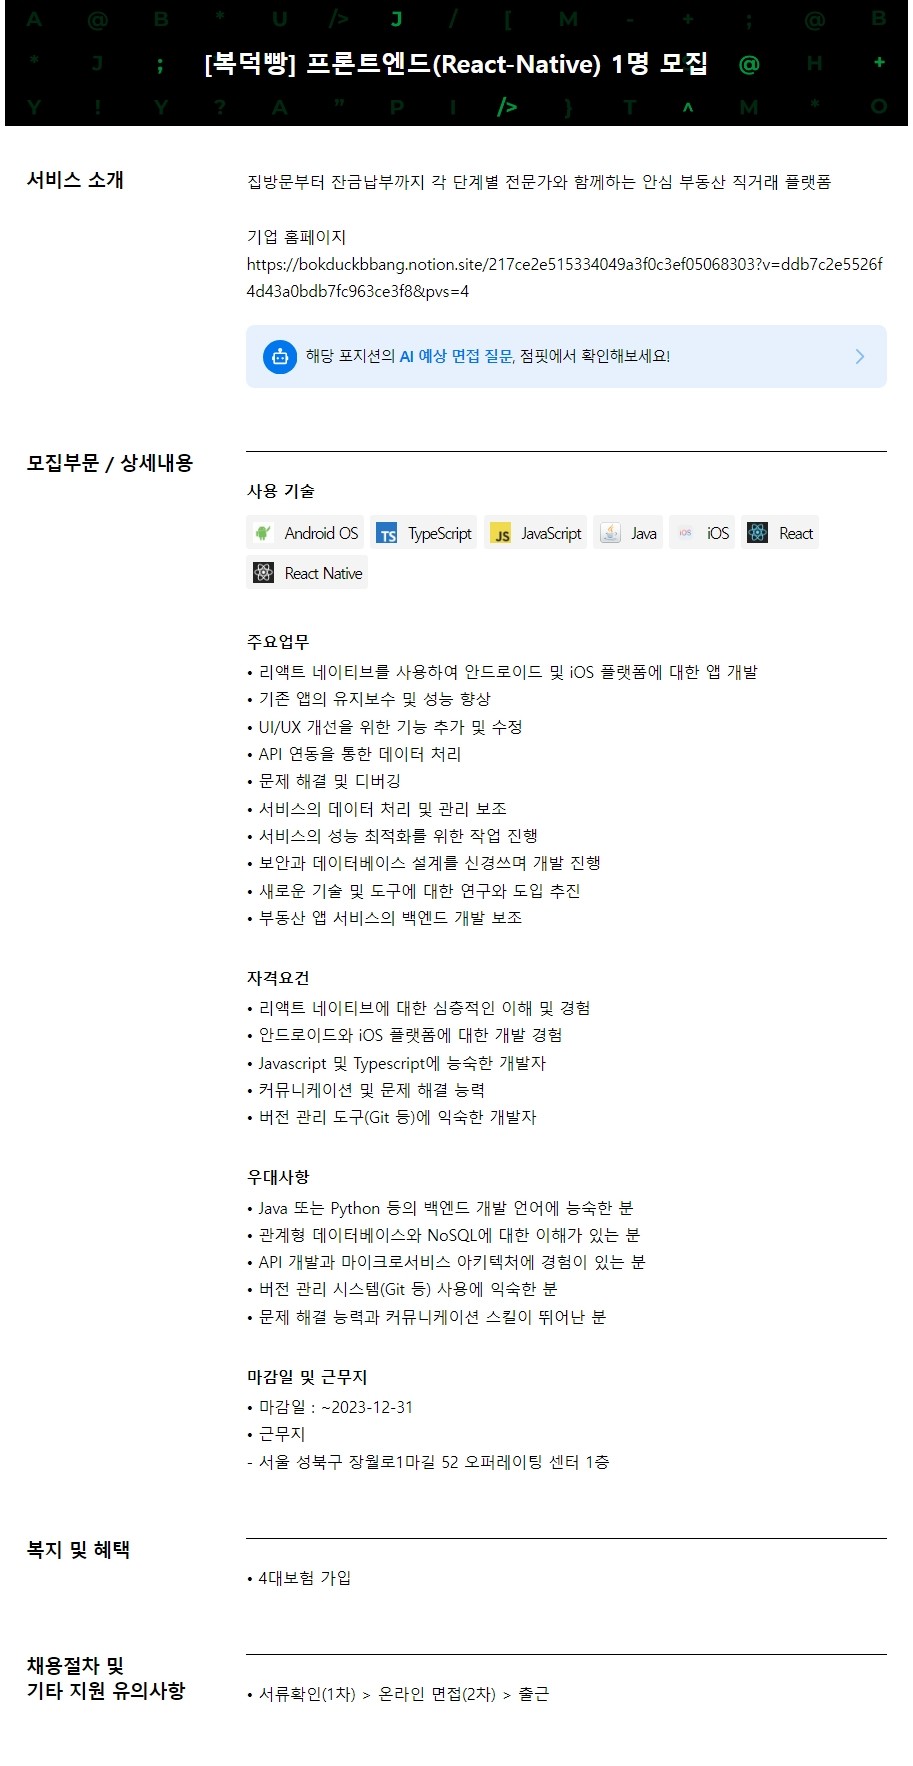 A @ B * U /> J / [ M - + ; @ B
* J ; [복덕빵] 프론트엔드(React-Native) 1명 모집 @ H +
Y ! Y ? A ” P I /> } T ^ M * O
서비스 소개
집방문부터 잔금납부까지 각 단계별 전문가와 함께하는 안심 부동산 직거래 플랫폼
기업 홈페이지
https://bokduckbbang.notion.site/217ce2e515334049a3f0c3ef05068303?v=ddb7c2e5526f
4d43a0bdb7fc963ce3f8&pvs=4
해당 포지션의 AI 예상 면접 질문, 점핏에서 확인해보세요!
모집부문 / 상세내용
사용 기술
Android OS TypeScript JavaScript Java iOS React
React Native
주요업무
• 리액트 네이티브를 사용하여 안드로이드 및 iOS 플랫폼에 대한 앱 개발
• 기존 앱의 유지보수 및 성능 향상
• UI/UX 개선을 위한 기능 추가 및 수정
• API 연동을 통한 데이터 처리
• 문제 해결 및 디버깅
• 서비스의 데이터 처리 및 관리 보조
• 서비스의 성능 최적화를 위한 작업 진행
• 보안과 데이터베이스 설계를 신경쓰며 개발 진행
• 새로운 기술 및 도구에 대한 연구와 도입 추진
• 부동산 앱 서비스의 백엔드 개발 보조
자격요건
• 리액트 네이티브에 대한 심층적인 이해 및 경험
• 안드로이드와 iOS 플랫폼에 대한 개발 경험
• Javascript 및 Typescript에 능숙한 개발자
• 커뮤니케이션 및 문제 해결 능력
• 버전 관리 도구(Git 등)에 익숙한 개발자
우대사항
• Java 또는 Python 등의 백엔드 개발 언어에 능숙한 분
• 관계형 데이터베이스와 NoSQL에 대한 이해가 있는 분
• API 개발과 마이크로서비스 아키텍처에 경험이 있는 분
• 버전 관리 시스템(Git 등) 사용에 익숙한 분
• 문제 해결 능력과 커뮤니케이션 스킬이 뛰어난 분
마감일 및 근무지
• 마감일 : ~2023-12-31
• 근무지
- 서울 성북구 장월로1마길 52 오퍼레이팅 센터 1층
복지 및 혜택
• 4대보험 가입
채용절차 및
기타 지원 유의사항
• 서류확인(1차) > 온라인 면접(2차) > 출근